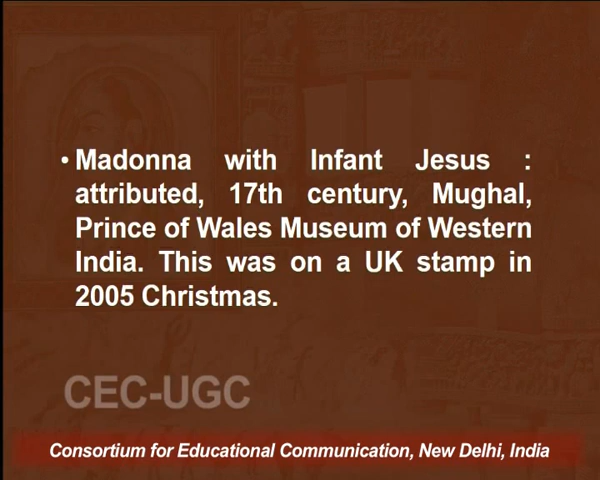 • Madonna with Infant Jesus :
attributed, 17th century, Mughal,
Prince of Wales Museum of Western
India. This was on a UK stamp in
2005 Christmas.
CEC-UGC
Consortium for Educational Communication, New Delhi, India